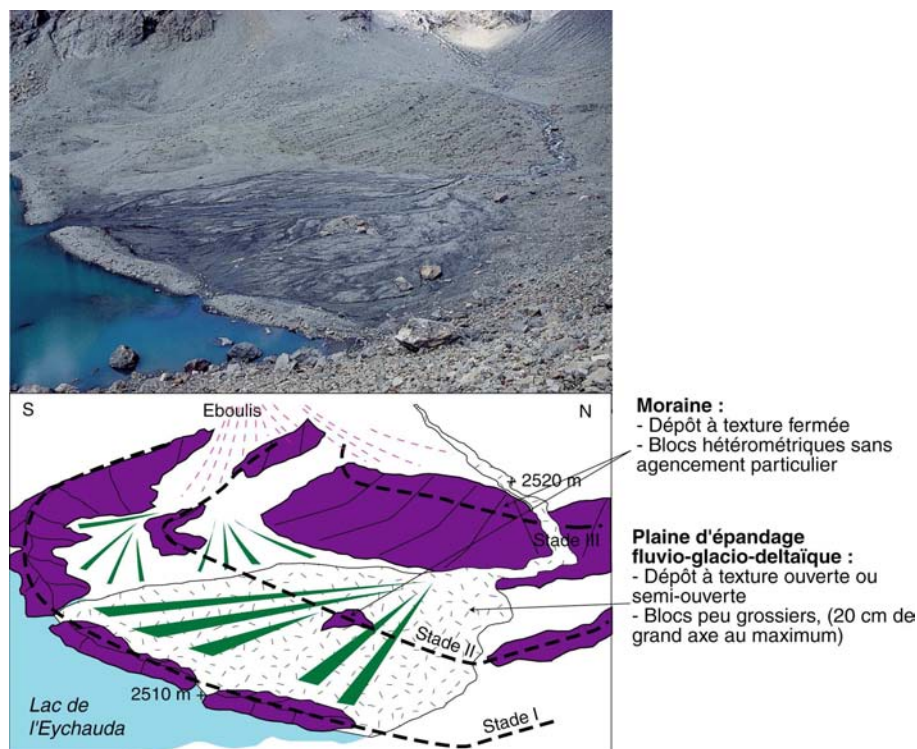 S
Eboulis
N
+ 2520 m
Stade III
Stade II
2510 m +
Stade I
Lac de
l'Eychauda
Moraine :
- Dépôt à texture fermée
- Blocs hétérométriques sans
agencement particulier
Plaine d'épandage
fluvio-glacio-deltaïque :
- Dépôt à texture ouverte ou
semi-ouverte
- Blocs peu grossiers, (20 cm de
grand axe au maximum)